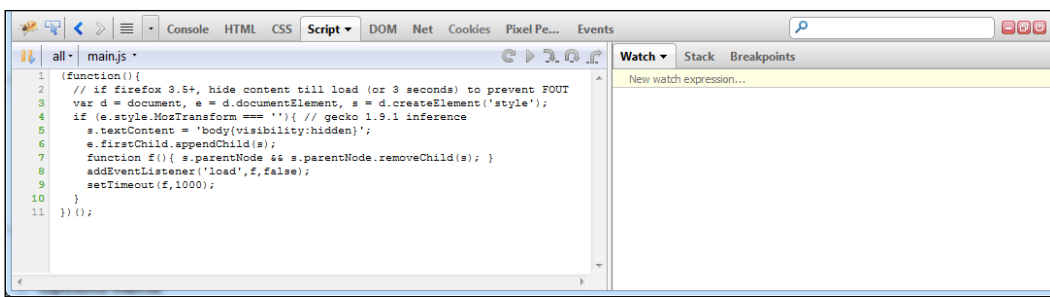 Console HTML CSS Script DOM Net Cookies Pixel Pe... Events
all main.js
Watch Stack Breakpoints
New watch expression...
1 (function(){
2 // if firefox 3.5+, hide content till load (or 3 seconds) to prevent FOUT
3 var d = document, e = d.documentElement, s = d.createElement('style');
4 if (e.style.MozTransform === ''){ // gecko 1.9.1 inference
5 s.textContent = 'body{visibility:hidden}';
6 e.firstChild.appendChild(s);
7 function f(){ s.parentNode && s.parentNode.removeChild(s); }
8 addEventListener('load',f,false);
9 setTimeout(f,1000);
10 }
11 })();